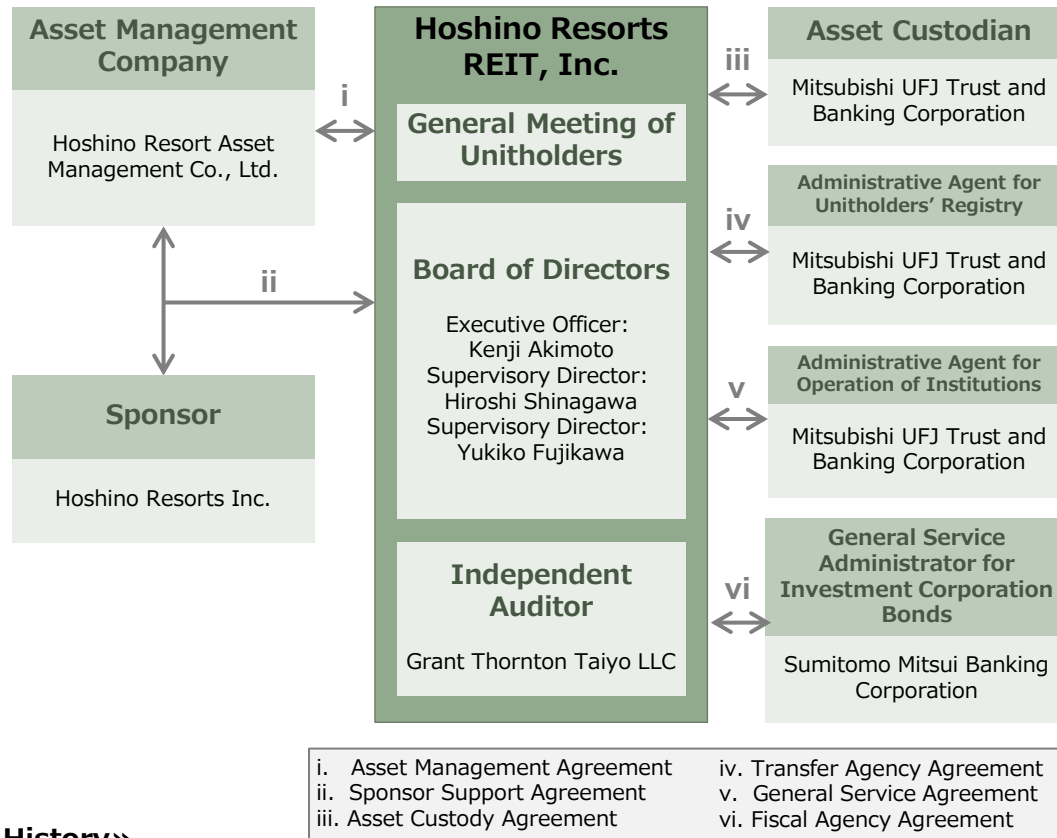 Asset Management
Company
Hoshino Resort Asset
Management Co., Ltd.
i
ii
Sponsor
Hoshino Resorts Inc.
Hoshino Resorts
REIT, Inc.
General Meeting of
Unitholders
Board of Directors
Executive Officer:
Kenji Akimoto
Supervisory Director:
Hiroshi Shinagawa
Supervisory Director:
Yukiko Fujikawa
Independent
Auditor
Grant Thornton Taiyo LLC
iii
Asset Custodian
Mitsubishi UFJ Trust and
Banking Corporation
iv
Administrative Agent for
Unitholders’ Registry
Mitsubishi UFJ Trust and
Banking Corporation
v
Administrative Agent for
Operation of Institutions
Mitsubishi UFJ Trust and
Banking Corporation
vi
General Service
Administrator for
Investment Corporation
Bonds
Sumitomo Mitsui Banking
Corporation
i. Asset Management Agreement
ii. Sponsor Support Agreement
iii. Asset Custody Agreement
iv. Transfer Agency Agreement
v. General Service Agreement
vi. Fiscal Agency Agreement
History»